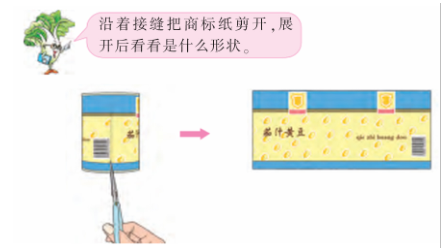 沿着接缝把商标纸剪开,展
开后看看是什么形状。
茄汁黄豆
qie zhi huang dou